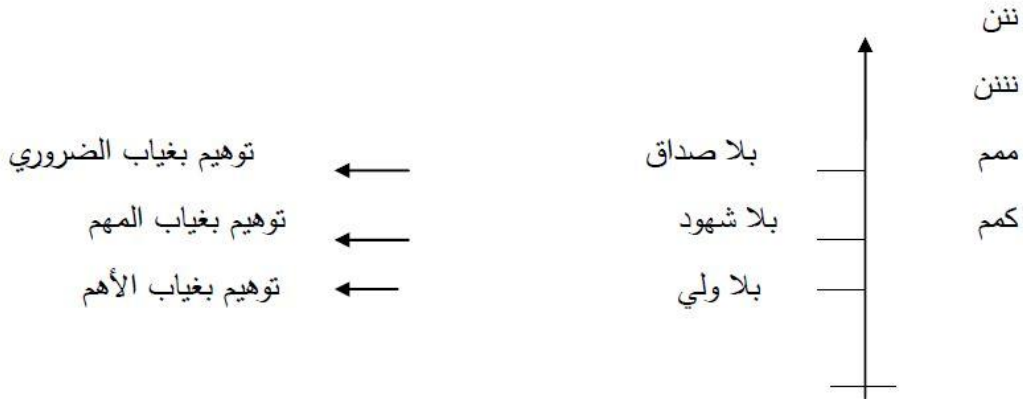 ننن
نننن
ممم
كمم
بلا صداق توهيم بغياب الضروري
بلا شهود توهيم بغياب المهم
بلا ولي توهيم بغياب الأهم